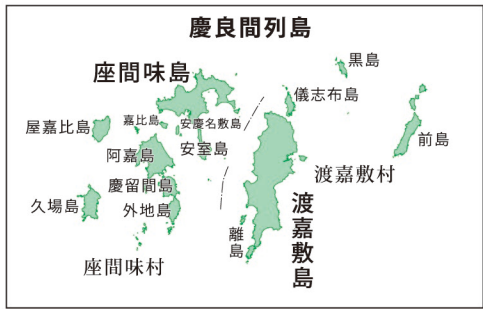 慶良間列島
座間味島
黒島
儀志布島
嘉比島
安慶名敷島
屋嘉比島
前島
安室島
阿嘉島
渡嘉敷村
慶留間島
久場島
外地島
渡嘉敷島
離島
座間味村